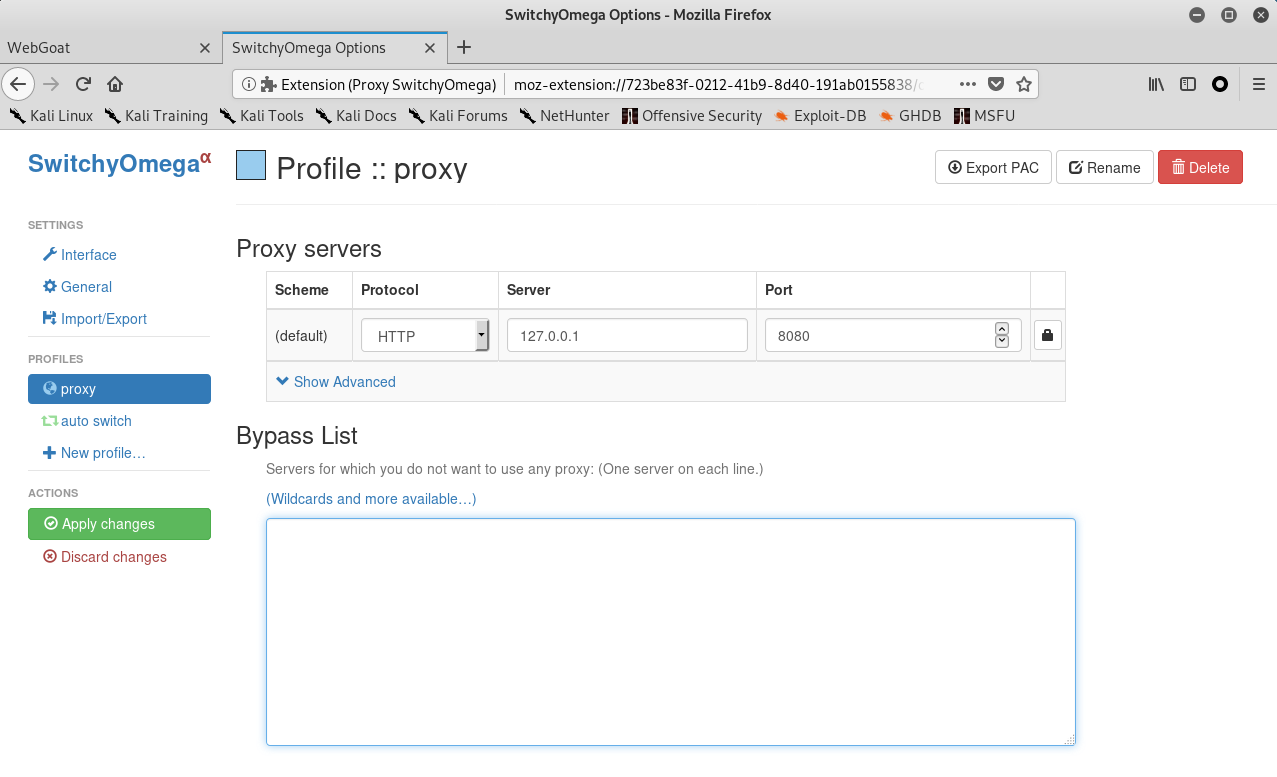 SwitchyOmega Options - Mozilla Firefox
WebGoat
SwitchyOmega Options
Extension (Proxy SwitchyOmega) moz-extension://723be83f-0212-41b9-8d40-191ab0155838/
Kali Linux Kali Training Kali Tools Kali Docs Kali Forums NetHunter Offensive Security Exploit-DB GHDB MSFU
SwitchyOmegaα
Profile :: proxy
Export PAC Rename Delete
SETTINGS
Interface
General
Import/Export
PROFILES
proxy
auto switch
New profile…
ACTIONS
Apply changes
Discard changes
Proxy servers
Scheme Protocol Server Port
(default) HTTP 127.0.0.1 8080
Show Advanced
Bypass List
Servers for which you do not want to use any proxy: (One server on each line.)
(Wildcards and more available…)